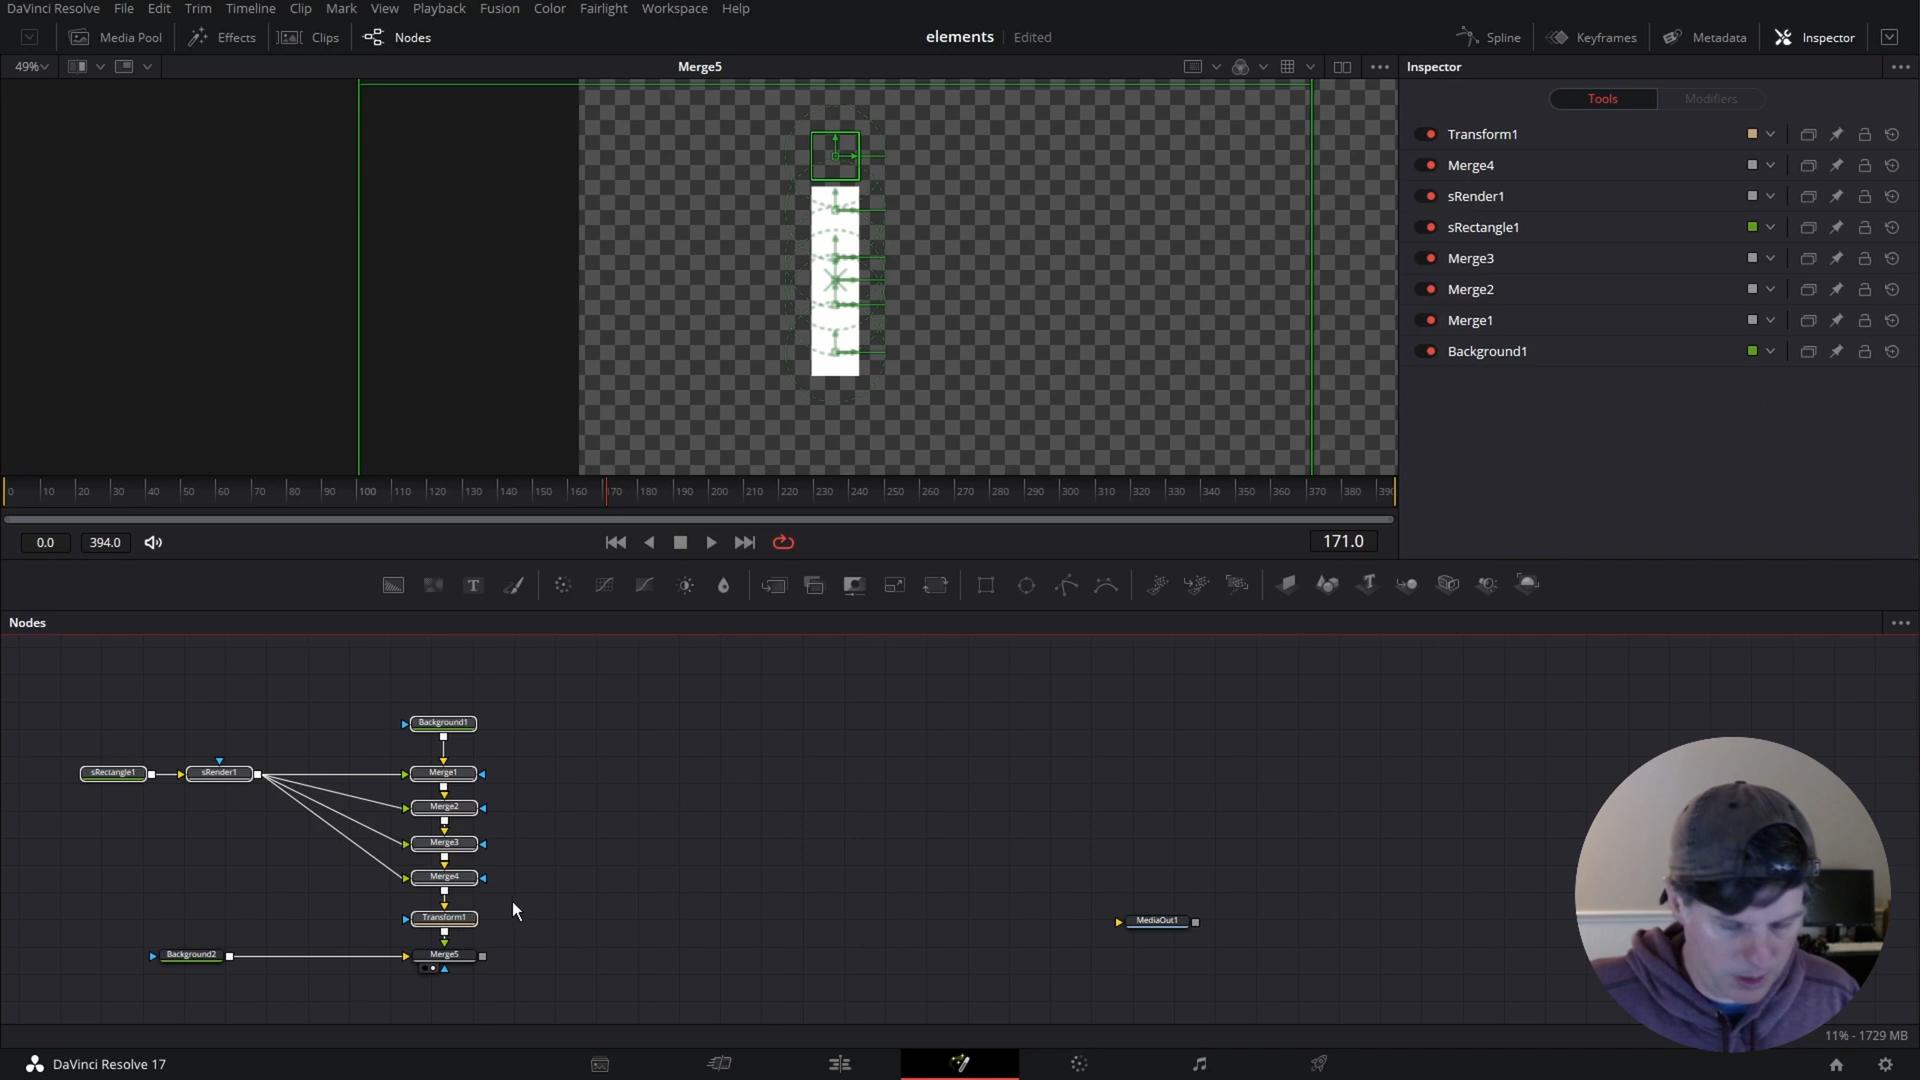 DaVinci Resolve File Edit Trim Timeline Clip Mark View Playback Fusion Color Fairlight Workspace Help
Media Pool Effects Clips Nodes elements Edited Spline Keyframes Metadata Inspector
49% Merge5 Inspector
Tools Modifiers
Transform1
Merge4
sRender1
sRectangle1
Merge3
Merge2
Merge1
Background1
0 10 20 30 40 50 60 70 80 90 100 110 120 130 140 150 160 170 180 190 200 210 220 230 240 250 260 270 280 290 300 310 320 330 340 350 360 370 380 390
0.0 394.0 171.0
T
Nodes
Background1
sRectangle1 sRender1 Merge1
Merge2
Merge3
Merge4
Transform1 MediaOut1
Background2 Merge5
11% - 1729 MB
DaVinci Resolve 17